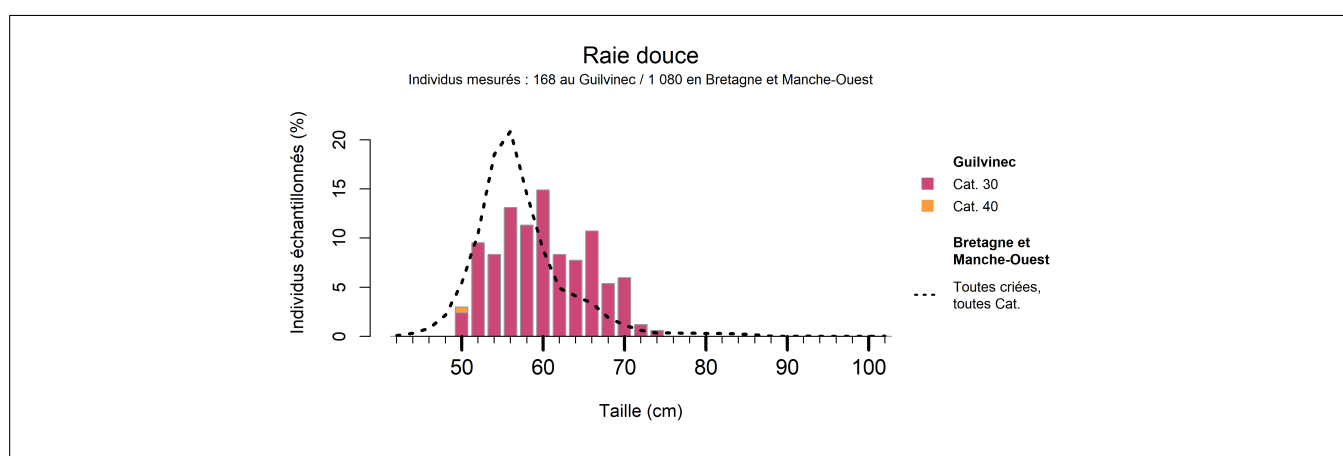 Raie douce
Individus mesurés : 168 au Guilvinec / 1 080 en Bretagne et Manche-Ouest
Individus échantillonnés (%)
20
15
10
5
0
50 60 70 80 90 100
Taille (cm)
Guilvinec
Cat. 30
Cat. 40
Bretagne et
Manche-Ouest
Toutes criées,
toutes Cat.